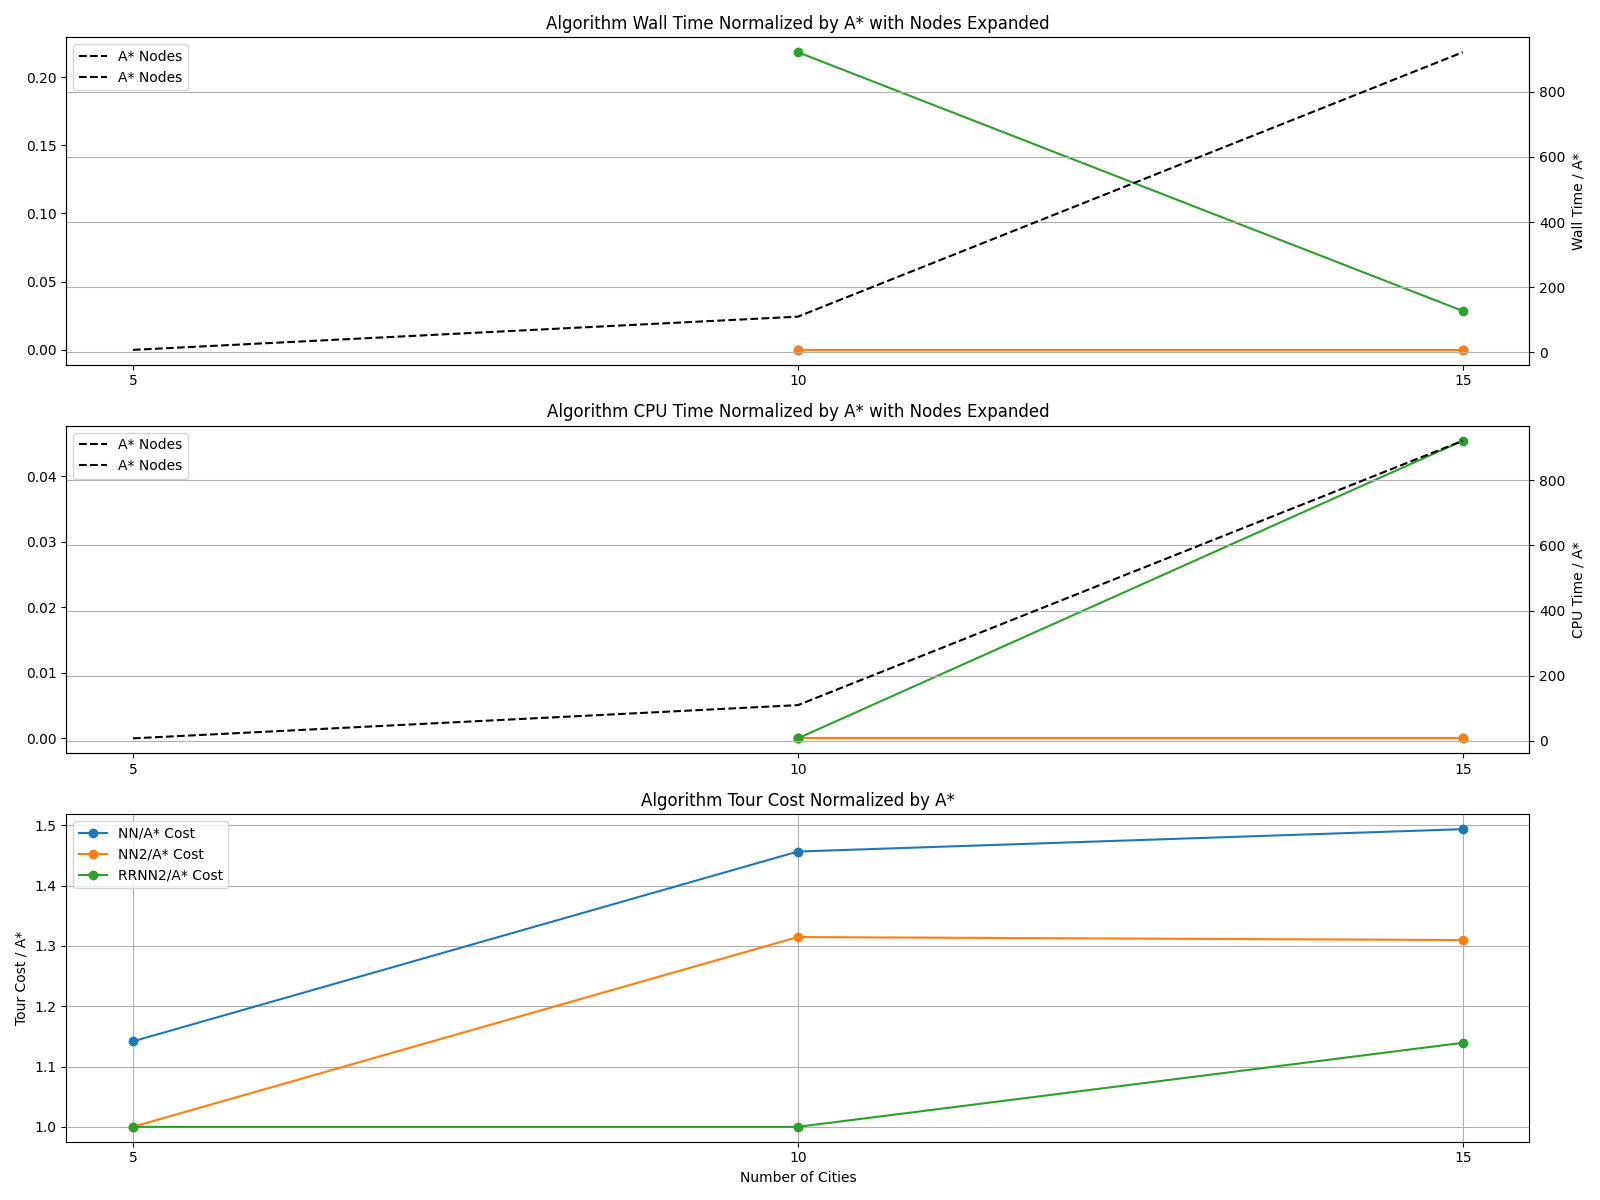 Algorithm Wall Time Normalized by A* with Nodes Expanded
A* Nodes
A* Nodes
0.20
0.15
0.10
0.05
0.00
800
600
400
200
0
Wall Time / A*
5 10 15
Algorithm CPU Time Normalized by A* with Nodes Expanded
A* Nodes
A* Nodes
0.04
0.03
0.02
0.01
0.00
800
600
400
200
0
CPU Time / A*
5 10 15
Algorithm Tour Cost Normalized by A*
NN/A* Cost
NN2/A* Cost
RRNN2/A* Cost
Tour Cost / A*
1.5
1.4
1.3
1.2
1.1
1.0
5 10 15
Number of Cities